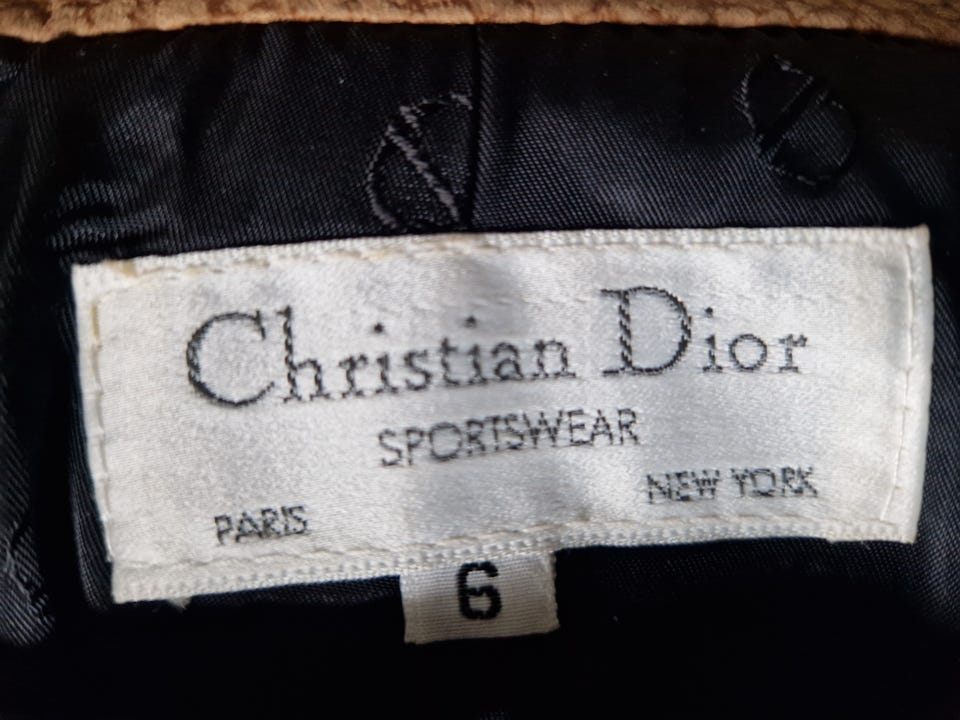 Christian Dior
SPORTSWEAR
NEW YORK
PARIS
6